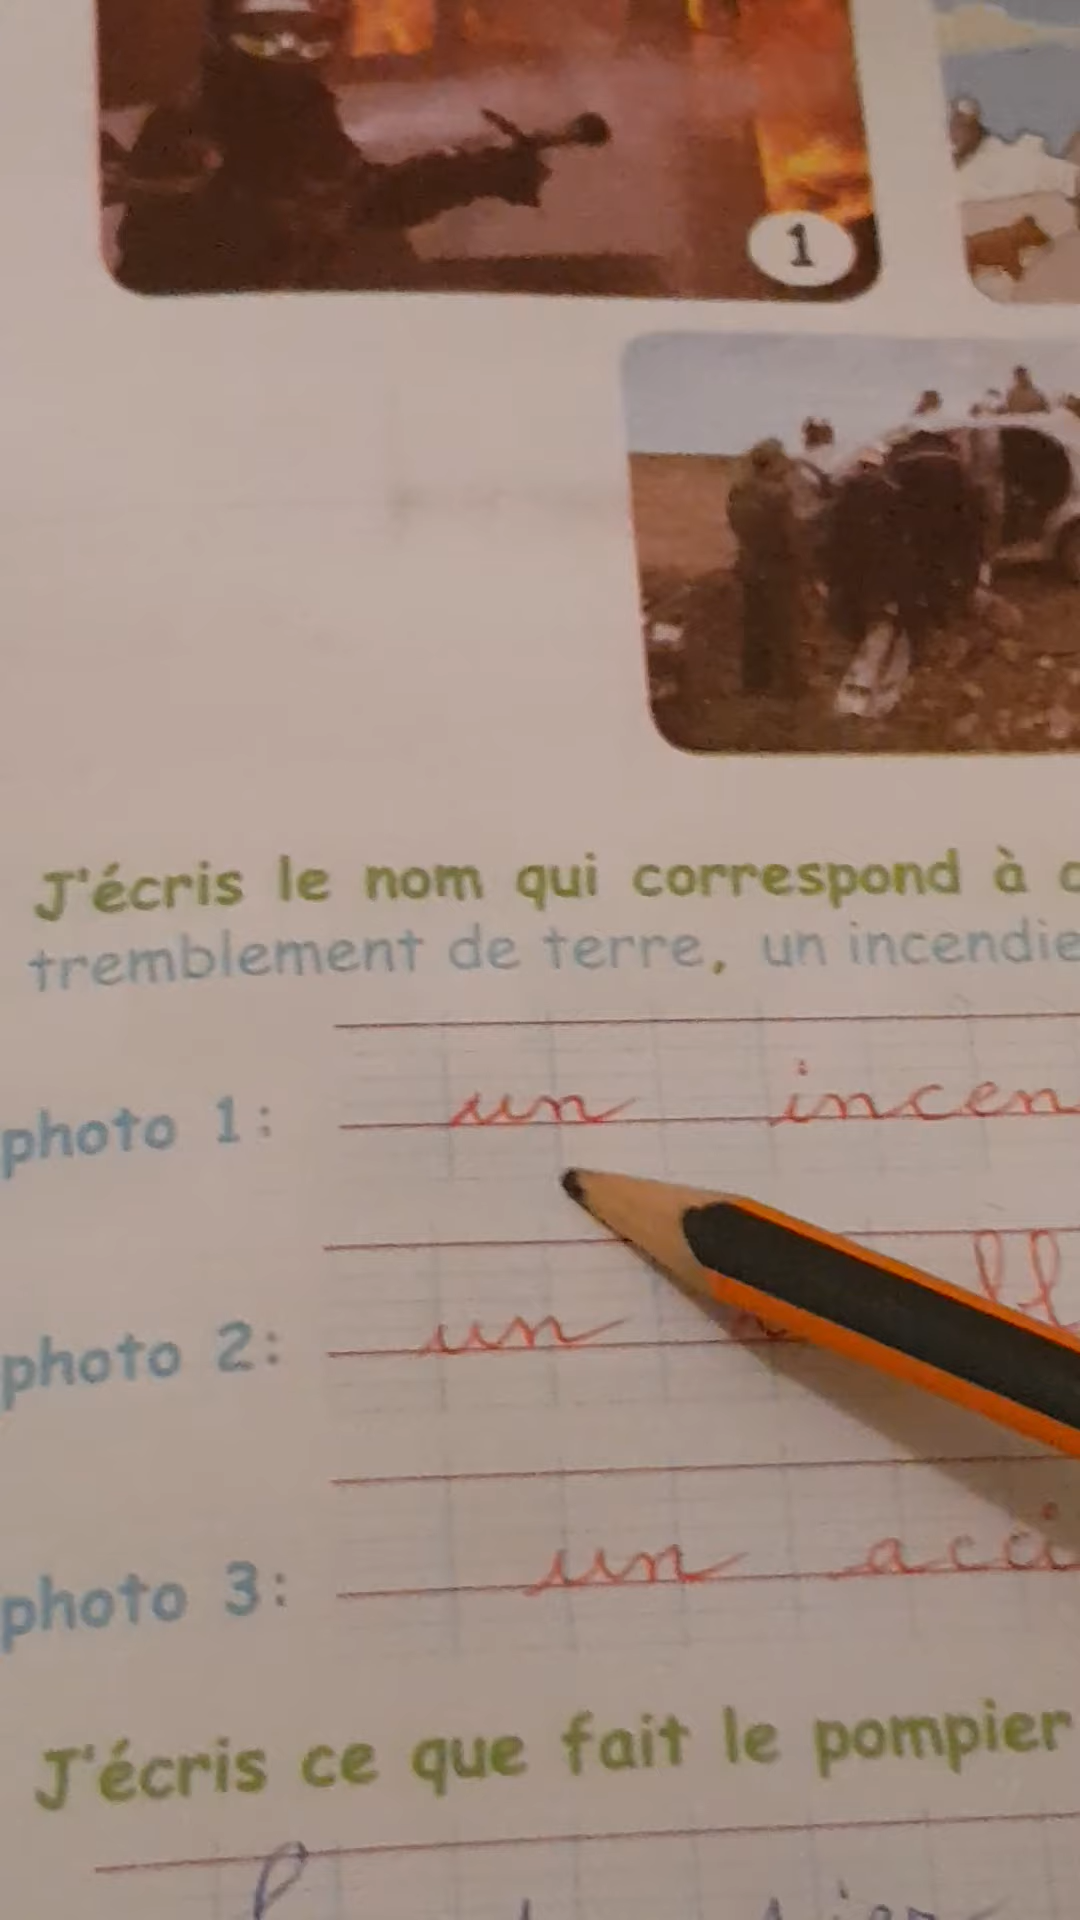 1
J'écris le nom qui correspond à
tremblement de terre, un incendie
photo 1: un incen
photo 2: un
photo 3: un acci
J'écris ce que fait le pompier